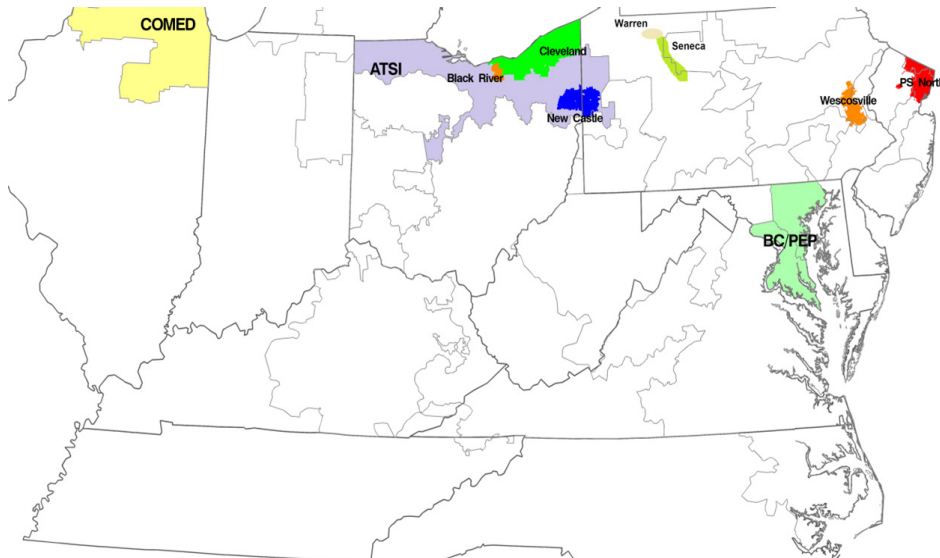 COMED
Warren
Seneca
Cleveland
ATSI
Black River
PS North
Wescosville
New Castle
BC/PEP